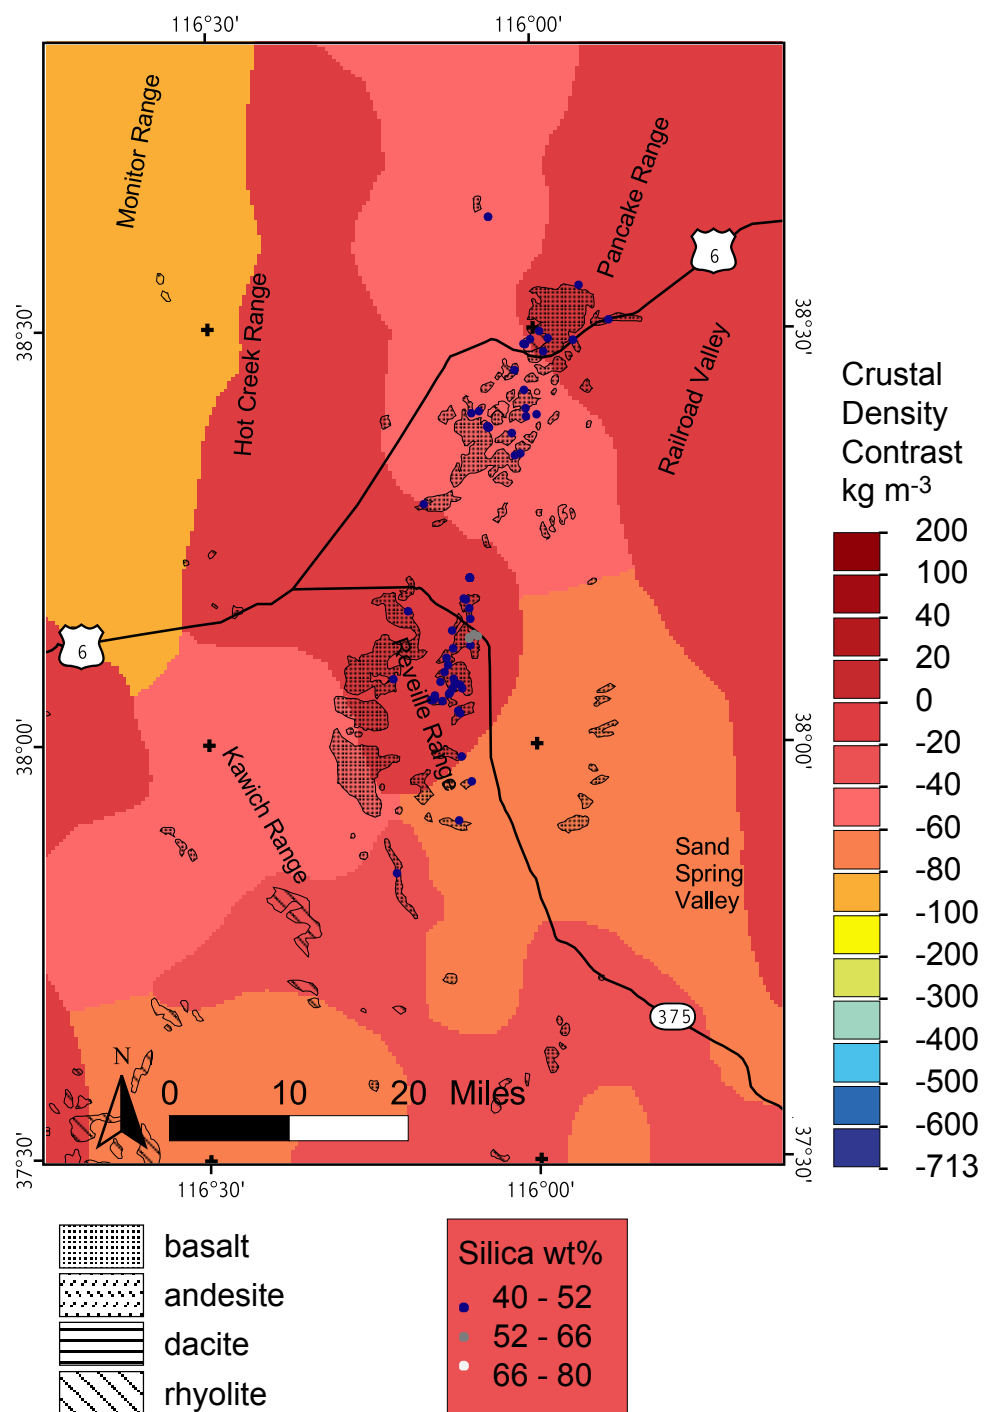 116°30'
116°00'
Monitor Range
Pancake Range
6
38°30'
38°30'
Hot Creek Range
Railroad Valley
Crustal
Density
Contrast
kg m-3
200
100
40
20
0
-20
-40
-60
-80
-100
-200
-300
-400
-500
-600
-713
6
Reveille Range
38°00'
38°00'
Kawich Range
Sand
Spring
Valley
375
N
0
10
20
Miles
37°30'
37°30'
116°30'
116°00'
basalt
andesite
dacite
rhyolite
Silica wt%
40 - 52
52 - 66
66 - 80